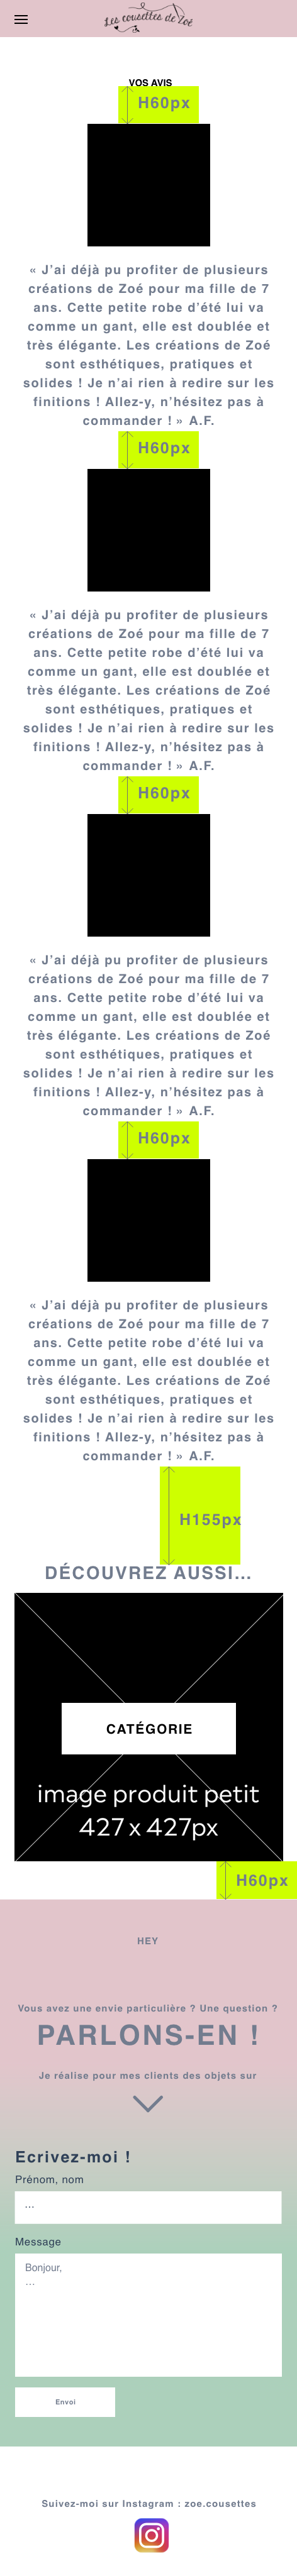 Les cousettes de Zoé
VOS AVIS
H60px
« J’ai déjà pu profiter de plusieurs
créations de Zoé pour ma fille de 7
ans. Cette petite robe d’été lui va
comme un gant, elle est doublée et
très élégante. Les créations de Zoé
sont esthétiques, pratiques et
solides ! Je n’ai rien à redire sur les
finitions ! Allez-y, n’hésitez pas à
commander ! » A.F.
H60px
« J’ai déjà pu profiter de plusieurs
créations de Zoé pour ma fille de 7
ans. Cette petite robe d’été lui va
comme un gant, elle est doublée et
très élégante. Les créations de Zoé
sont esthétiques, pratiques et
solides ! Je n’ai rien à redire sur les
finitions ! Allez-y, n’hésitez pas à
commander ! » A.F.
H60px
« J’ai déjà pu profiter de plusieurs
créations de Zoé pour ma fille de 7
ans. Cette petite robe d’été lui va
comme un gant, elle est doublée et
très élégante. Les créations de Zoé
sont esthétiques, pratiques et
solides ! Je n’ai rien à redire sur les
finitions ! Allez-y, n’hésitez pas à
commander ! » A.F.
H60px
« J’ai déjà pu profiter de plusieurs
créations de Zoé pour ma fille de 7
ans. Cette petite robe d’été lui va
comme un gant, elle est doublée et
très élégante. Les créations de Zoé
sont esthétiques, pratiques et
solides ! Je n’ai rien à redire sur les
finitions ! Allez-y, n’hésitez pas à
commander ! » A.F.
H155px
DÉCOUVREZ AUSSI...
CATÉGORIE
image produit petit
427 x 427px
H60px
HEY
Vous avez une envie particulière ? Une question ?
PARLONS-EN !
Je réalise pour mes clients des objets sur
Ecrivez-moi !
Prénom, nom
...
Message
Bonjour,
...
Envoi
Suivez-moi sur Instagram : zoe.cousettes